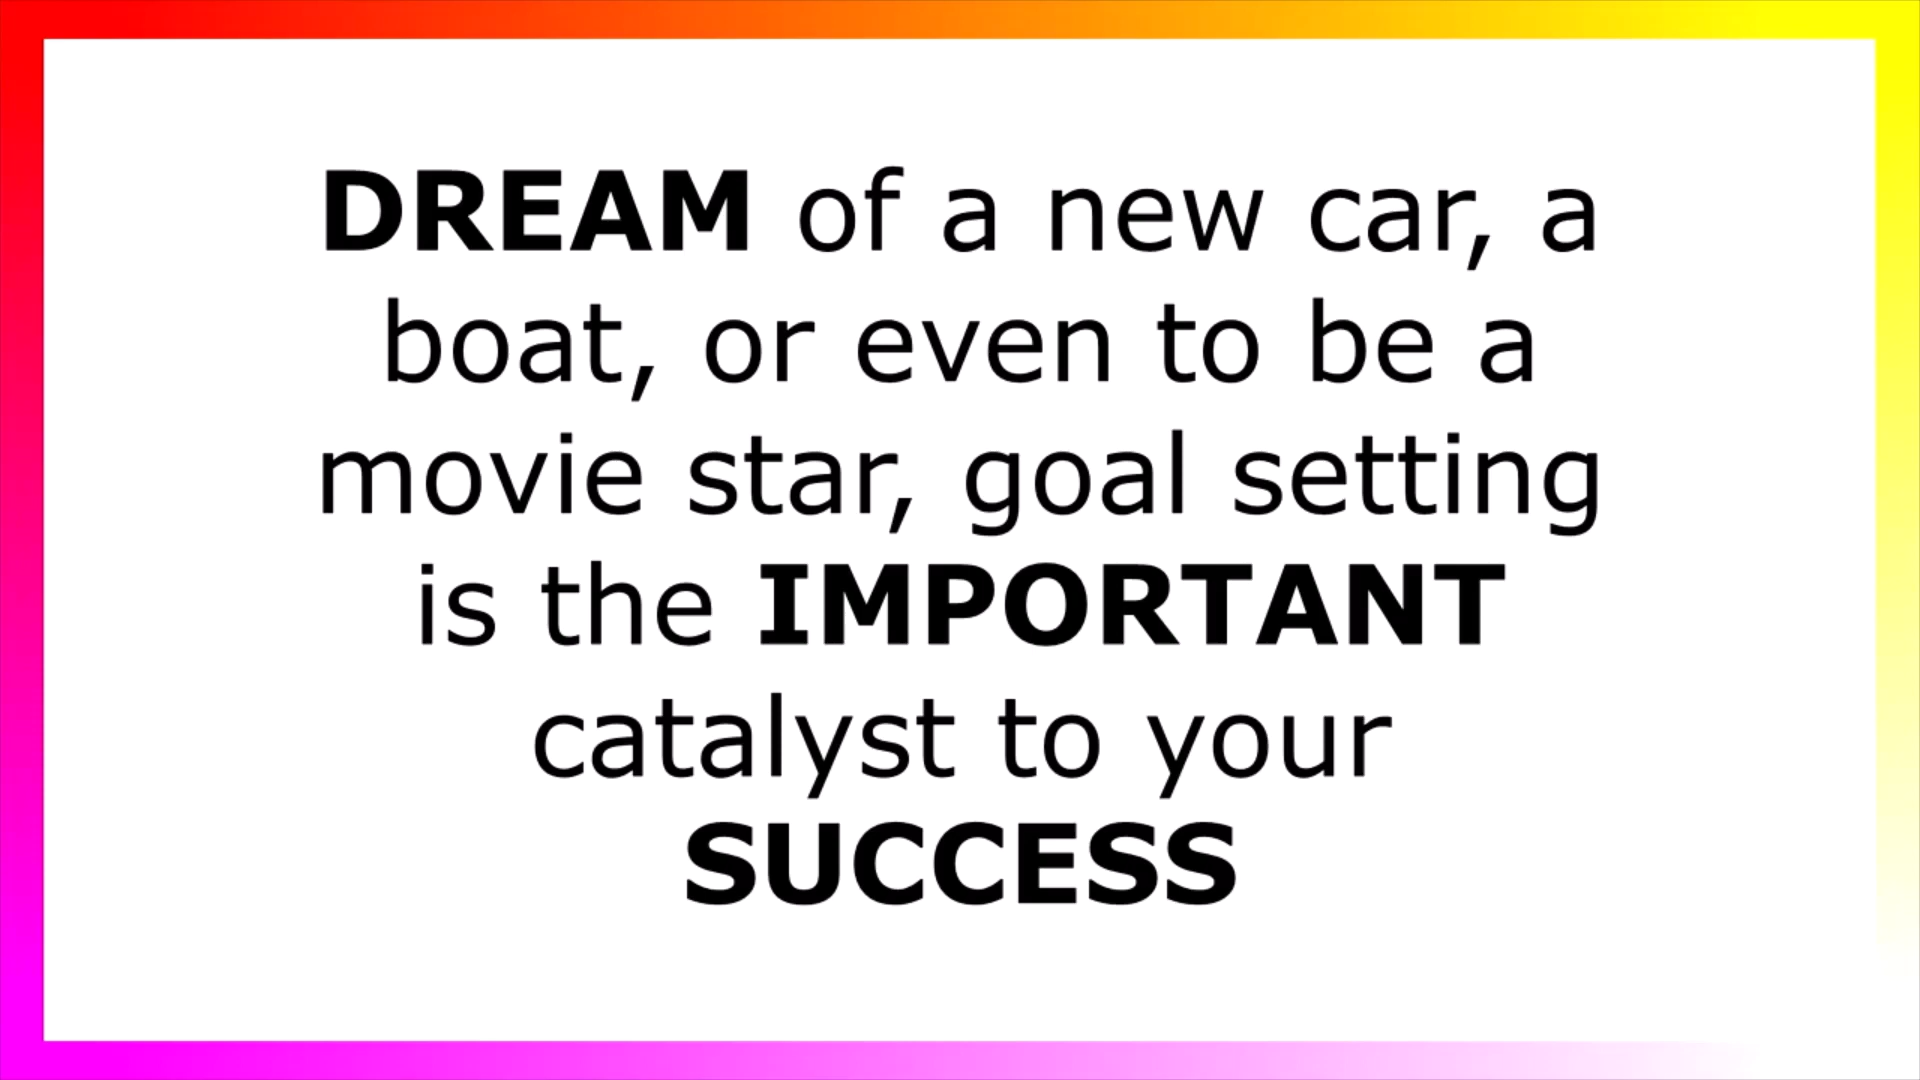 DREAM of a new car, a
boat, or even to be a
movie star, goal setting
is the IMPORTANT
catalyst to your
SUCCESS